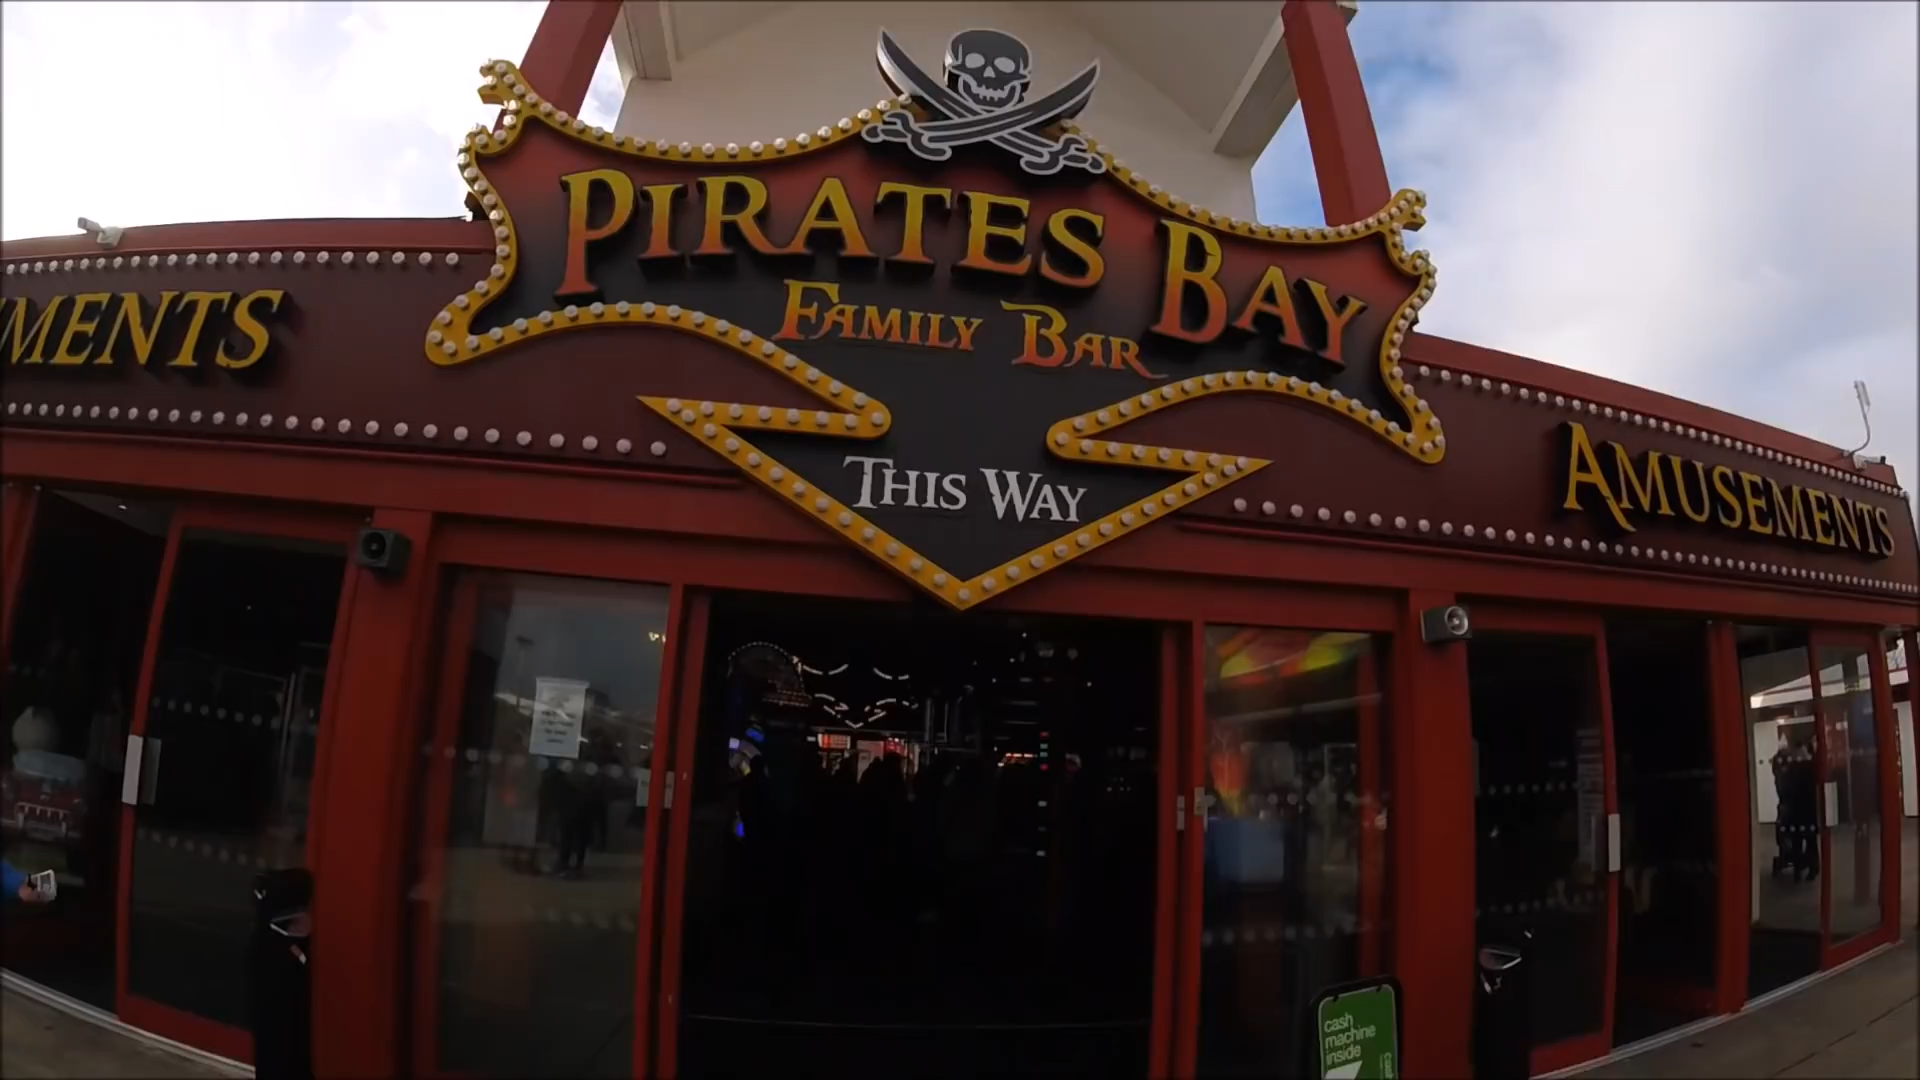 PIRATES BAY
FAMILY BAR
THIS WAY
MENTS
AMUSEMENTS
cash
machine
inside